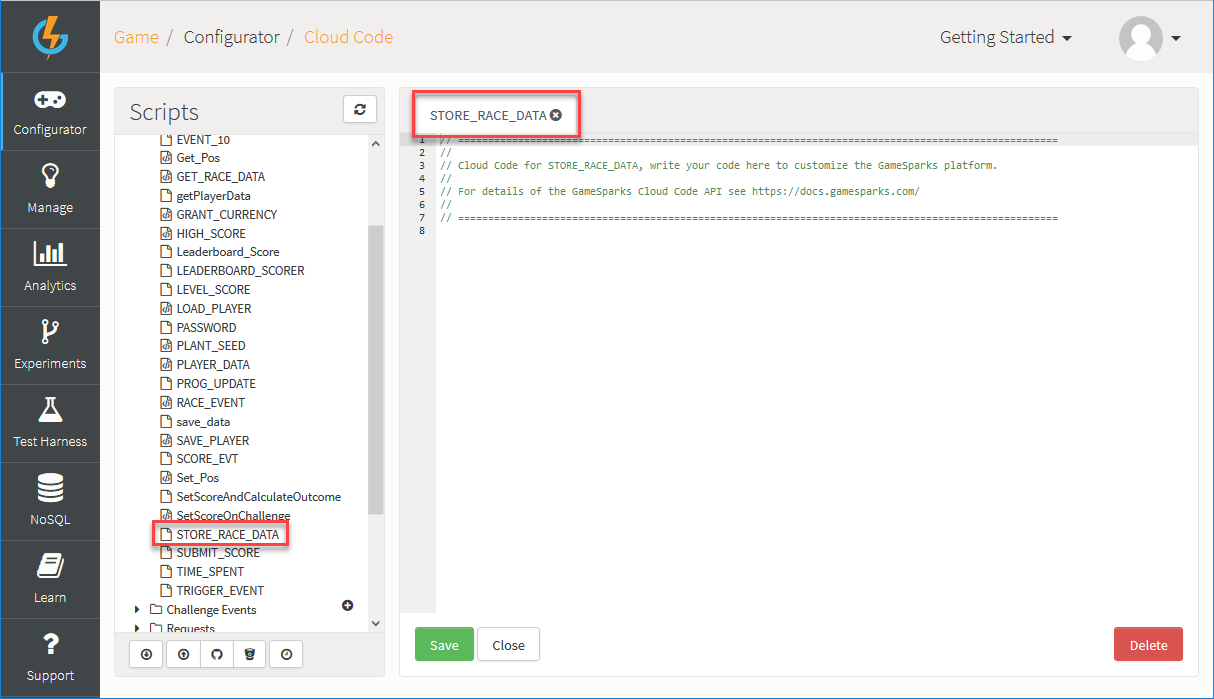 Game / Configurator / Cloud Code
Getting Started
Configurator
Manage
Analytics
Experiments
Test Harness
NoSQL
Learn
Support
Scripts
EVENT_10
Get_Pos
GET_RACE_DATA
getPlayerData
GRANT_CURRENCY
HIGH_SCORE
Leaderboard_Score
LEADERBOARD_SCORER
LEVEL_SCORE
LOAD_PLAYER
PASSWORD
PLANT_SEED
PLAYER_DATA
PROG_UPDATE
RACE_EVENT
save_data
SAVE_PLAYER
SCORE_EVT
Set_Pos
SetScoreAndCalculateOutcome
SetScoreOnChallenge
STORE_RACE_DATA
SUBMIT_SCORE
TIME_SPENT
TRIGGER_EVENT
Challenge Events
Requests
STORE_RACE_DATA
1 // ====================================================================================================
2 //
3 // Cloud Code for STORE_RACE_DATA, write your code here to customize the GameSparks platform.
4 //
5 // For details of the GameSparks Cloud Code API see https://docs.gamesparks.com/
6 //
7 // ====================================================================================================
8
Save
Close
Delete